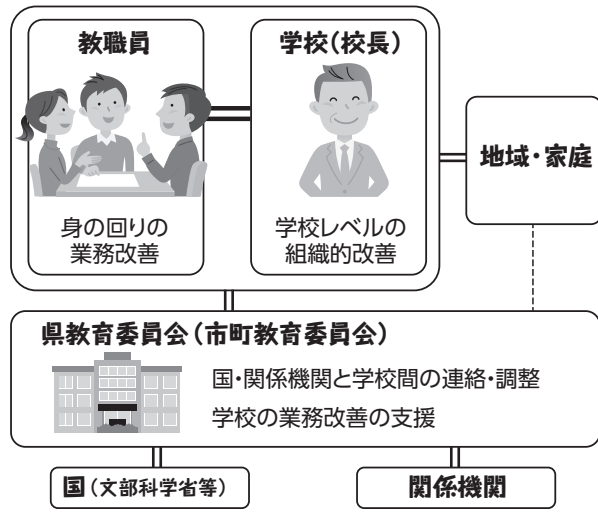 教職員
学校(校長)
身の回りの
業務改善
学校レベルの
組織的改善
地域・家庭
県教育委員会(市町教育委員会)
国・関係機関と学校間の連絡・調整
学校の業務改善の支援
国(文部科学省等)
関係機関